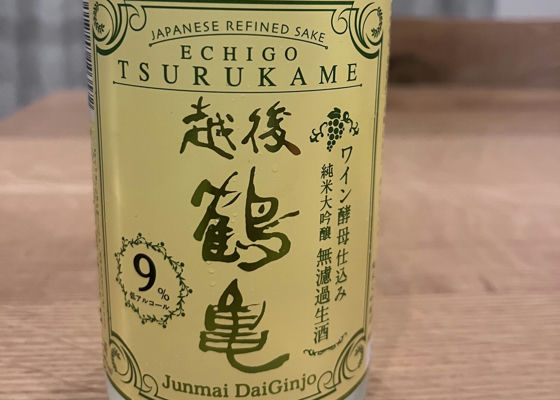 JAPANESE REFINED SAKE
ECHIGO
TSURUKAME
越後
鶴
亀
ワイン酵母仕込み
純米大吟醸 無濾過生酒
9%
低アルコール
Junmai DaiGinjo